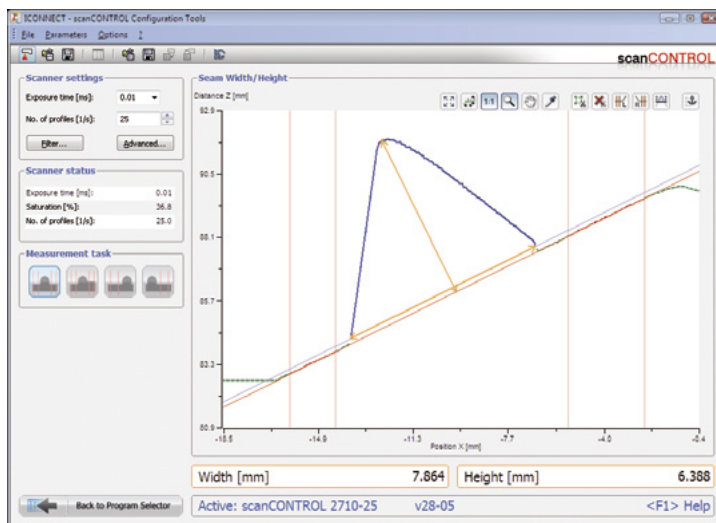 ICONNECT - scanCONTROL Configuration Tools
File Parameters Options ?
scanCONTROL
Scanner settings
Exposure time [ms]: 0.01
No. of profiles [1/s]: 25
Filter... Advanced...
Scanner status
Exposure time [ms]: 0.01
Saturation [%]: 36.8
No. of profiles [1/s]: 25.0
Measurement task
Back to Program Selector
Seam Width/Height
Distance Z [mm]
1:1
92.9
90.5
88.1
85.7
83.3
80.9
-18.5 -14.9 -11.3 -7.7 -4.0 -0.4
Position X [mm]
Width [mm] 7.864 Height [mm] 6.388
Active: scanCONTROL 2710-25 v28-05 <F1> Help